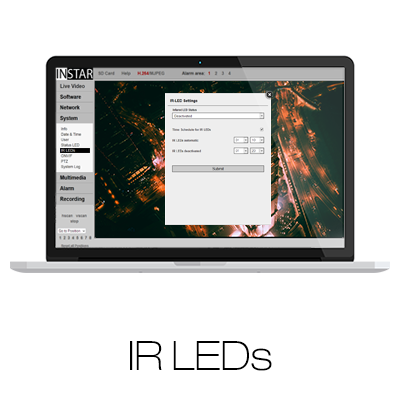 INSTAR
SD Card Help H.264/MJPEG Alarm area 1 2 3 4
Live Video
Software
Network
System
Info
Date & Time
User
Status LED
IR LEDs
ONVIF
PTZ
System Log
Multimedia
Alarm
Recording
Go to Position
1 2 3 4 5 6 7 8
IR LED Settings
Infrared LED Status
Deactivated
Time Schedule for IR LEDs
IR LEDs automatic
IR LEDs deactivated
Submit
IR LEDs